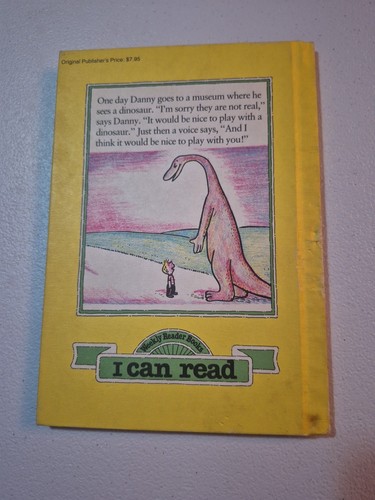 Original Publisher's Price: $7.95
One day Danny goes to a museum where he
sees a dinosaur. "I'm sorry they are not real,"
says Danny. "It would be nice to play with a
dinosaur." Just then a voice says, "And I
think it would be nice to play with you!"
Weekly Reader Books
I can read